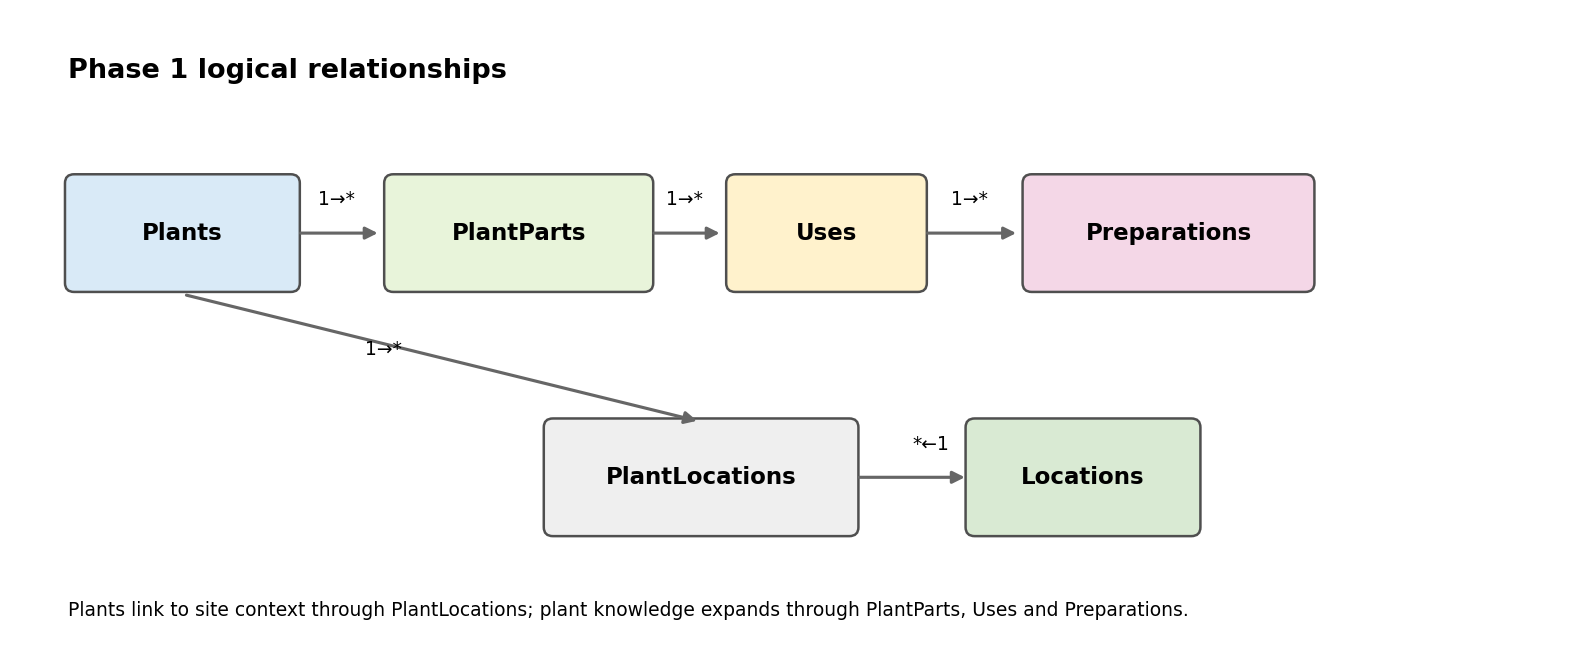 Phase 1 logical relationships
1→*
1→*
1→*
Plants
PlantParts
Uses
Preparations
1→*
*←1
PlantLocations
Locations
Plants link to site context through PlantLocations; plant knowledge expands through PlantParts, Uses and Preparations.